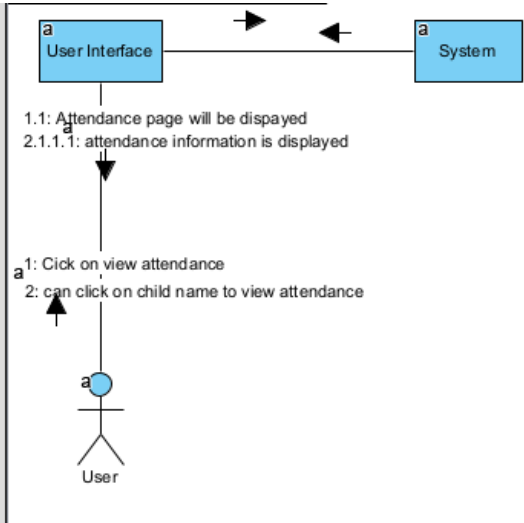 a
User Interface
a
System
1.1: Attendance page will be dispayed
a
2.1.1.1: attendance information is displayed
1: Cick on view attendance
a
2: can click on child name to view attendance
a
User